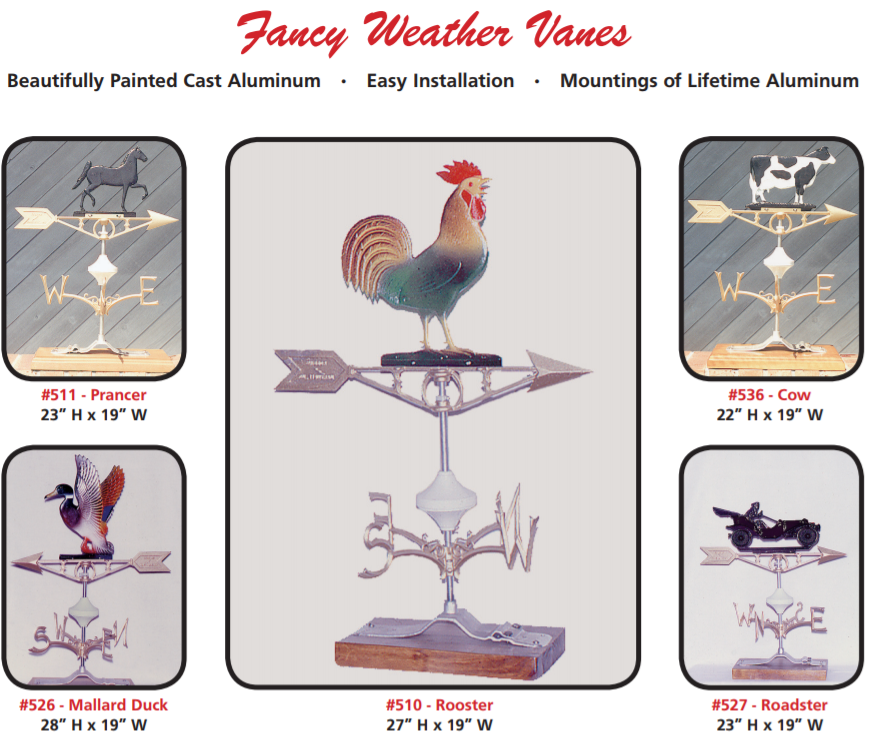 Fancy Weather Vanes
Beautifully Painted Cast Aluminum · Easy Installation · Mountings of Lifetime Aluminum
W E
#511 - Prancer
23” H x 19” W
W E
#536 - Cow
22” H x 19” W
S W E N
#526 - Mallard Duck
28” H x 19” W
E W
#510 - Rooster
27” H x 19” W
W N S E
#527 - Roadster
23” H x 19” W